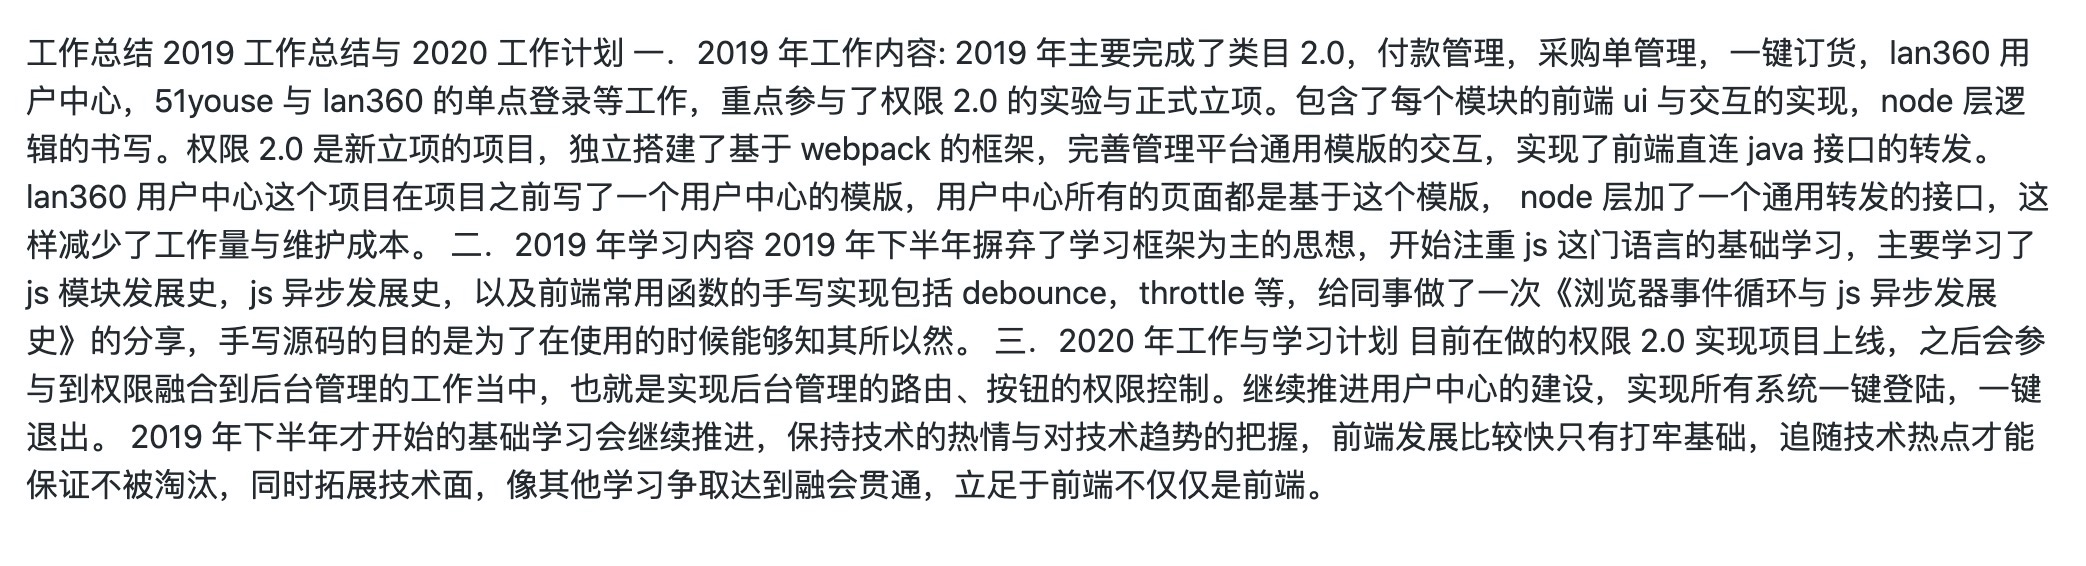 工作总结 2019 工作总结与 2020 工作计划 一．2019 年工作内容: 2019 年主要完成了类目 2.0，付款管理，采购单管理，一键订货，lan360 用
户中心，51youse 与 lan360 的单点登录等工作，重点参与了权限 2.0 的实验与正式立项。包含了每个模块的前端 ui 与交互的实现，node 层逻
辑的书写。权限 2.0 是新立项的项目，独立搭建了基于 webpack 的框架，完善管理平台通用模版的交互，实现了前端直连 java 接口的转发。
lan360 用户中心这个项目在项目之前写了一个用户中心的模版，用户中心所有的页面都是基于这个模版， node 层加了一个通用转发的接口，这
样减少了工作量与维护成本。 二．2019 年学习内容 2019 年下半年摒弃了学习框架为主的思想，开始注重 js 这门语言的基础学习，主要学习了
js 模块发展史，js 异步发展史，以及前端常用函数的手写实现包括 debounce，throttle 等，给同事做了一次《浏览器事件循环与 js 异步发展
史》的分享，手写源码的目的是为了在使用的时候能够知其所以然。 三．2020 年工作与学习计划 目前在做的权限 2.0 实现项目上线，之后会参
与到权限融合到后台管理的工作当中，也就是实现后台管理的路由、按钮的权限控制。继续推进用户中心的建设，实现所有系统一键登陆，一键
退出。 2019 年下半年才开始的基础学习会继续推进，保持技术的热情与对技术趋势的把握，前端发展比较快只有打牢基础，追随技术热点才能
保证不被淘汰，同时拓展技术面，像其他学习争取达到融会贯通，立足于前端不仅仅是前端。